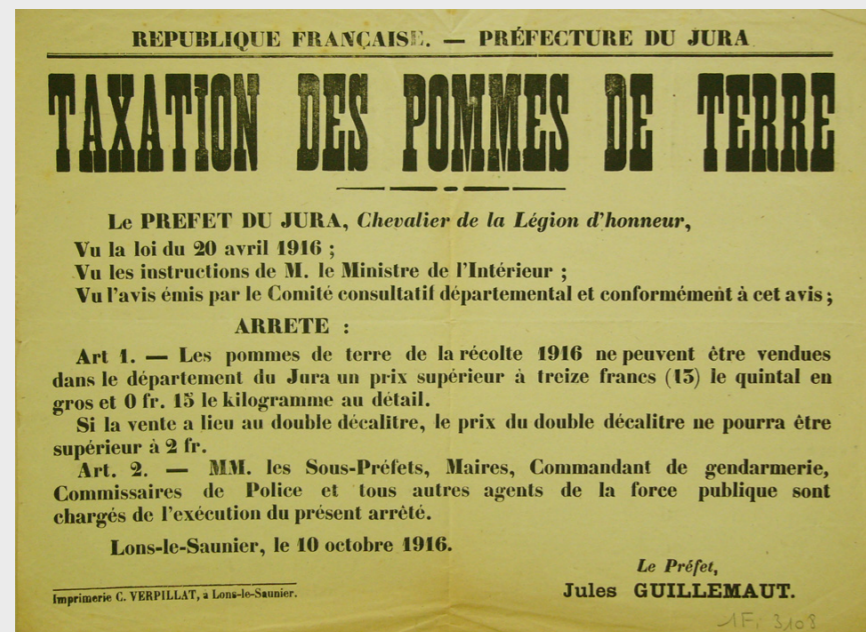 REPUBLIQUE FRANÇAISE. — PRÉFECTURE DU JURA
TAXATION DES POMMES DE TERRE
Le PREFET DU JURA, Chevalier de la Légion d'honneur,
Vu la loi du 20 avril 1916 ;
Vu les instructions de M. le Ministre de l'Intérieur ;
Vu l'avis émis par le Comité consultatif départemental et conformément à cet avis ;
ARRETE :
Art 1. — Les pommes de terre de la récolte 1916 ne peuvent être vendues
dans le département du Jura un prix supérieur à treize francs (13) le quintal en
gros et 0 fr. 15 le kilogramme au détail.
Si la vente a lieu au double décalitre, le prix du double décalitre ne pourra être
supérieur à 2 fr.
Art. 2. — MM. les Sous-Préfets, Maires, Commandant de gendarmerie,
Commissaires de Police et tous autres agents de la force publique sont
chargés de l'exécution du présent arrêté.
Lons-le-Saunier, le 10 octobre 1916.
Le Préfet,
Jules GUILLEMAUT.
Imprimerie C. VERPILLAT, à Lons-le-Saunier.
1Fi 3108